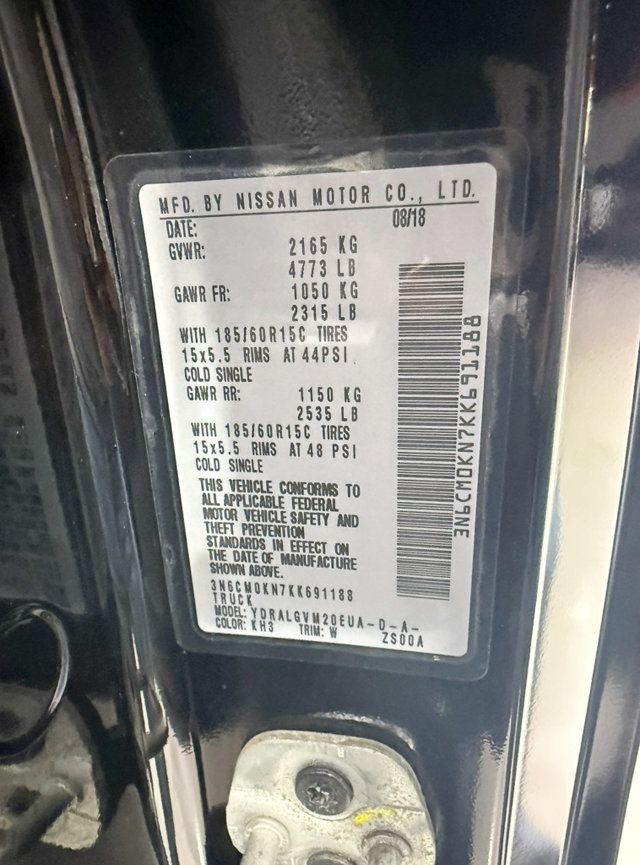 MFD. BY NISSAN MOTOR CO., LTD.
DATE: 08/18
GVWR: 2165 KG
4773 LB
GAWR FR: 1050 KG
2315 LB
WITH 185/60R15C TIRES
15x5.5 RIMS AT 44PSI.
COLD SINGLE
GAWR RR: 1150 KG
2535 LB
WITH 185/60R15C TIRES
15x5.5 RIMS AT 48 PSI
COLD SINGLE
THIS VEHICLE CONFORMS TO
ALL APPLICABLE FEDERAL
MOTOR VEHICLE SAFETY AND
THEFT PREVENTION
STANDARDS IN EFFECT ON
THE DATE OF MANUFACTURE
SHOWN ABOVE.
3N6CM0KN7KK691188
TRUCK
MODEL: YDRALGVM20EUA-D-A-
COLOR: KH3 TRIM: W ZS00A
3N6CM0KN7KK691188